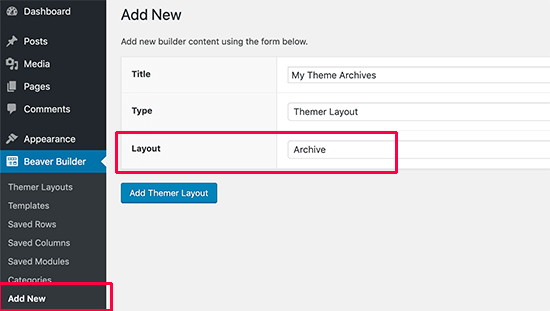 Dashboard
Posts
Media
Pages
Comments
Appearance
Beaver Builder
Themer Layouts
Templates
Saved Rows
Saved Columns
Saved Modules
Categories
Add New
Add New
Add new builder content using the form below.
Title My Theme Archives
Type Themer Layout
Layout Archive
Add Themer Layout